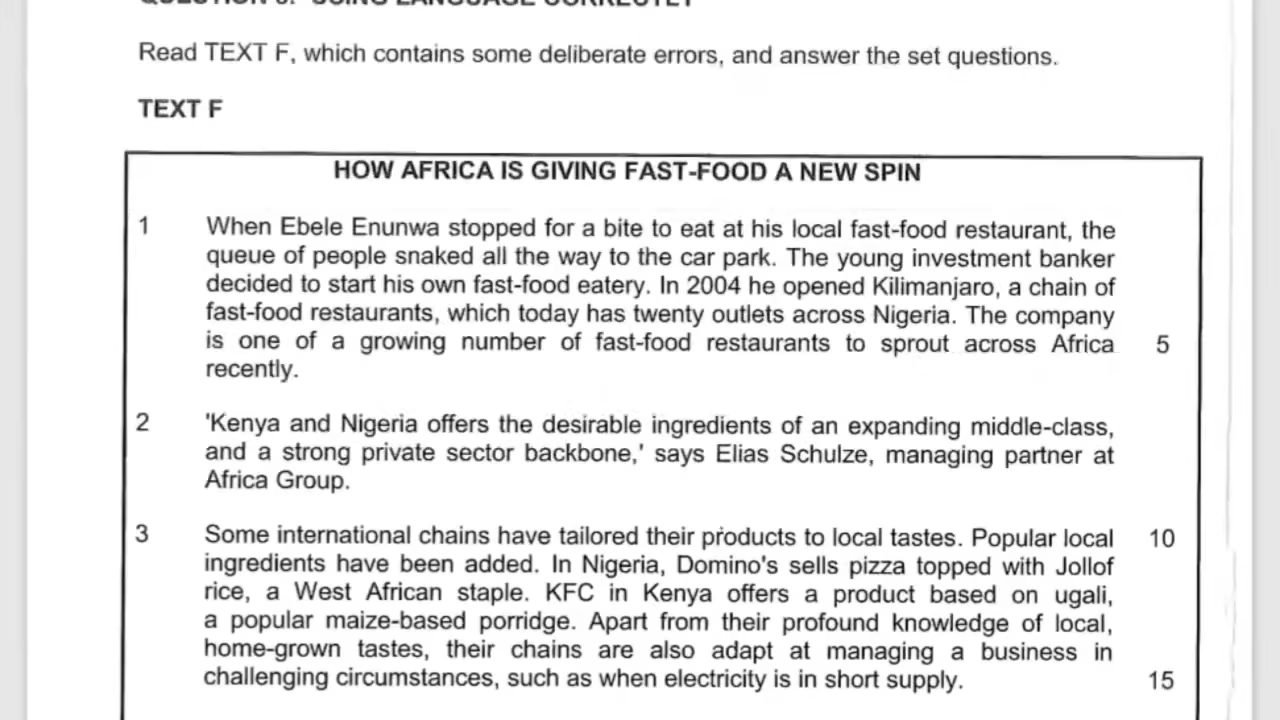 QUESTION 5: USING LANGUAGE CORRECTLY
Read TEXT F, which contains some deliberate errors, and answer the set questions.
TEXT F
HOW AFRICA IS GIVING FAST-FOOD A NEW SPIN
1 When Ebele Enunwa stopped for a bite to eat at his local fast-food restaurant, the
queue of people snaked all the way to the car park. The young investment banker
decided to start his own fast-food eatery. In 2004 he opened Kilimanjaro, a chain of
fast-food restaurants, which today has twenty outlets across Nigeria. The company
is one of a growing number of fast-food restaurants to sprout across Africa 5
recently.
2 'Kenya and Nigeria offers the desirable ingredients of an expanding middle-class,
and a strong private sector backbone,' says Elias Schulze, managing partner at
Africa Group.
3 Some international chains have tailored their products to local tastes. Popular local 10
ingredients have been added. In Nigeria, Domino's sells pizza topped with Jollof
rice, a West African staple. KFC in Kenya offers a product based on ugali,
a popular maize-based porridge. Apart from their profound knowledge of local,
home-grown tastes, their chains are also adapt at managing a business in
challenging circumstances, such as when electricity is in short supply. 15